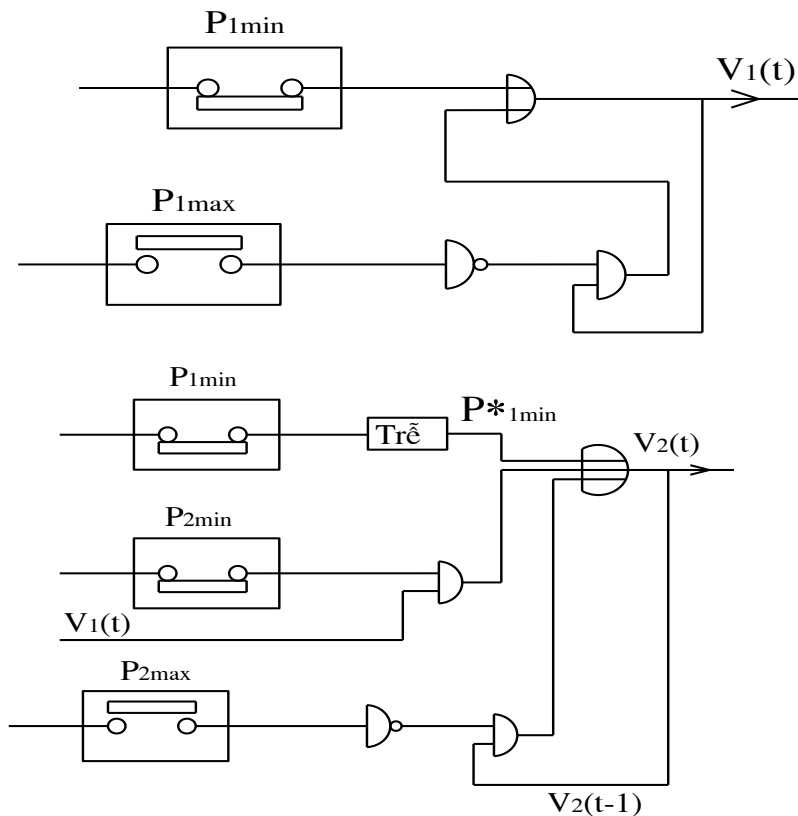 P1min
V1(t)
P1max
P1min
Trễ
P*1min
V2(t)
P2min
V1(t)
P2max
V2(t-1)